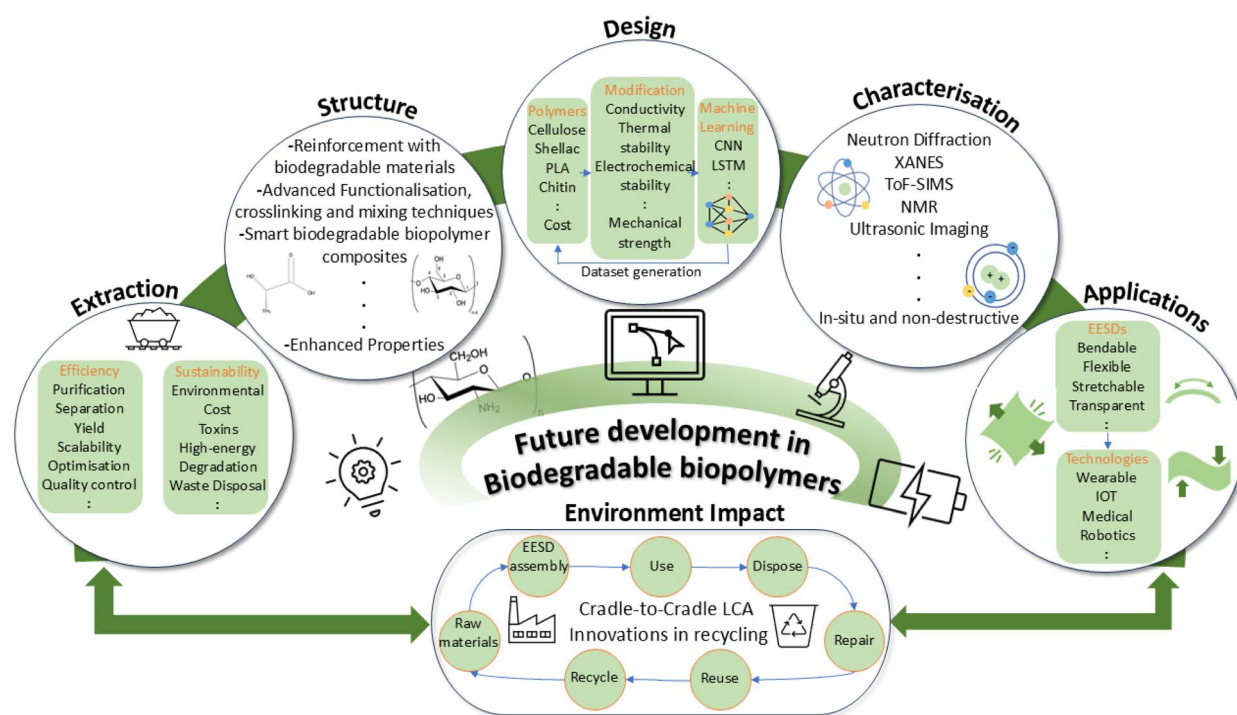 Extraction
Efficiency
Purification
Separation
Yield
Scalability
Optimisation
Quality control
:
Sustainability
Environmental
Cost
Toxins
High-energy
Degradation
Waste Disposal
:
Structure
-Reinforcement with
biodegradable materials
-Advanced Functionalisation,
crosslinking and mixing techniques
-Smart biodegradable biopolymer
composites
.
.
.
-Enhanced Properties
Design
Polymers
Cellulose
Shellac
PLA
Chitin
:
Cost
Modification
Conductivity
Thermal
stability
Electrochemical
stability
:
Mechanical
strength
Machine
Learning
CNN
LSTM
:
Dataset generation
Characterisation
Neutron Diffraction
XANES
ToF-SIMS
NMR
Ultrasonic Imaging
.
.
.
In-situ and non-destructive
Applications
EESDs
Bendable
Flexible
Stretchable
Transparent
:
Technologies
Wearable
IOT
Medical
Robotics
:
CH2OH
O
HO
NH2
n
Future development in
Biodegradable biopolymers
Environment Impact
EESD
assembly
Use
Dispose
Raw
materials
Cradle-to-Cradle LCA
Innovations in recycling
Repair
Recycle
Reuse